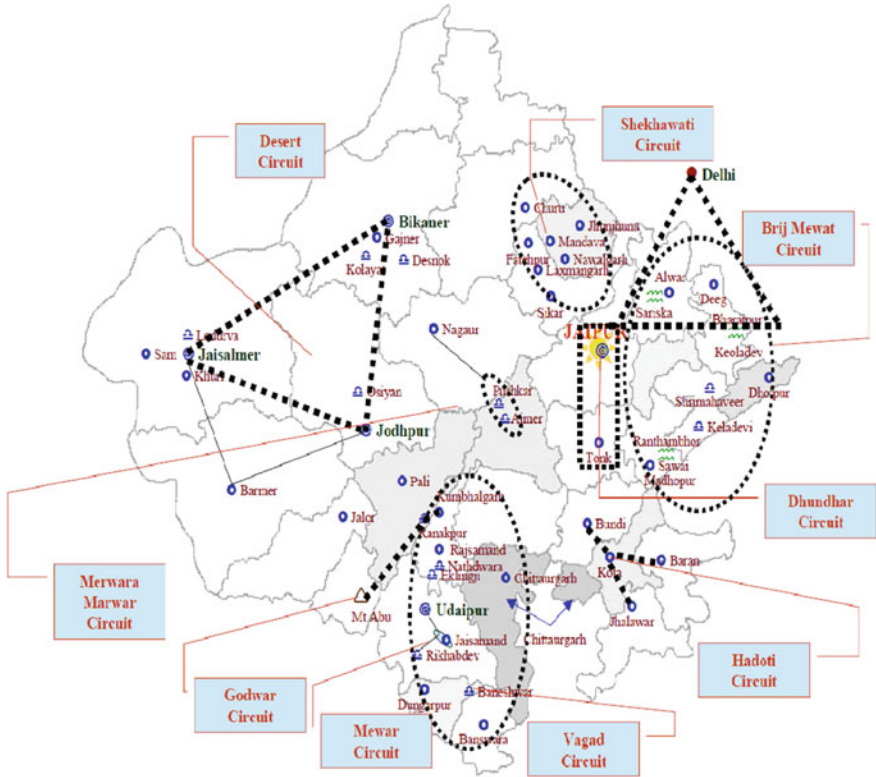 Shekhawati
Circuit
Desert
Circuit
Delhi
Churu
Bikaner
Jhunjhunu
Gajner
Mandava
Brij Mewat
Circuit
Fatehpur
Nawalgarh
Kolayat
Desnok
Laxmangarh
Alwar
Deeg
Sariska
Sikar
Bharatpur
Nagaur
JAIPUR
Lodurva
Keoladev
Sam
Jaisalmer
Khuri
Osiyan
Pushkar
Shrimahaveer
Dholpur
Ajmer
Jodhpur
Keladevi
Tonk
Ranthambhor
Sawai
Madhopur
Pali
Barmer
Kumbhalgarh
Dhundhar
Circuit
Jalor
Ranakpur
Bandi
Rajsamand
Nathdwara
Merwara
Marwar
Circuit
Eklingji
Chittaurgarh
Kota
Baran
Mt Abu
Udaipur
Jhalawar
Jaisamand
Chittaurgarh
Rikhabdev
Hadoti
Circuit
Godwar
Circuit
Dungarpur
Baneshwar
Mewar
Circuit
Banswara
Vagad
Circuit